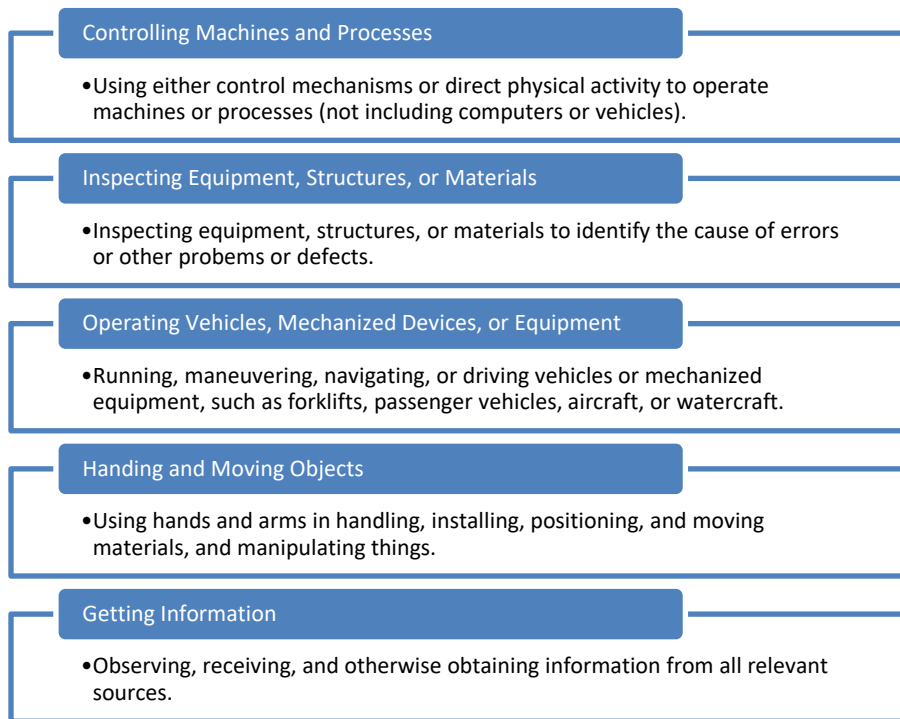 Controlling Machines and Processes
•Using either control mechanisms or direct physical activity to operate
machines or processes (not including computers or vehicles).
Inspecting Equipment, Structures, or Materials
•Inspecting equipment, structures, or materials to identify the cause of errors
or other probems or defects.
Operating Vehicles, Mechanized Devices, or Equipment
•Running, maneuvering, navigating, or driving vehicles or mechanized
equipment, such as forklifts, passenger vehicles, aircraft, or watercraft.
Handing and Moving Objects
•Using hands and arms in handling, installing, positioning, and moving
materials, and manipulating things.
Getting Information
•Observing, receiving, and otherwise obtaining information from all relevant
sources.